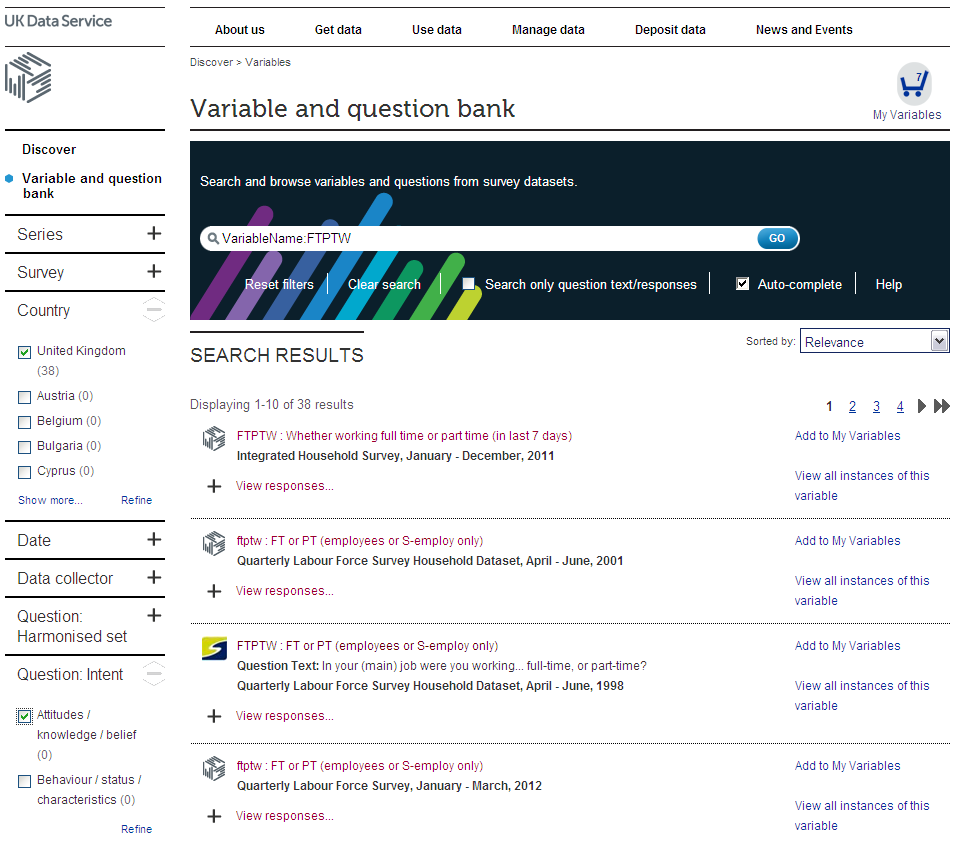 UK Data Service
About us
Get data
Use data
Manage data
Deposit data
News and Events
Discover > Variables
7
My Variables
Variable and question bank
Discover
Variable and question
bank
Series
Survey
Country
United Kingdom
(38)
Austria (0)
Belgium (0)
Bulgaria (0)
Cyprus (0)
Show more...
Refine
Date
Data collector
Question:
Harmonised set
Question: Intent
Attitudes /
knowledge / belief
(0)
Behaviour / status /
characteristics (0)
Refine
Search and browse variables and questions from survey datasets.
VariableName:FTPTW
GO
Reset filters
Clear search
Search only question text/responses
Auto-complete
Help
SEARCH RESULTS
Sorted by:
Relevance
Displaying 1-10 of 38 results
1 2 3 4
FTPTW : Whether working full time or part time (in last 7 days)
Integrated Household Survey, January - December, 2011
View responses...
Add to My Variables
View all instances of this
variable
ftptw : FT or PT (employees or S-employ only)
Quarterly Labour Force Survey Household Dataset, April - June, 2001
View responses...
Add to My Variables
View all instances of this
variable
FTPTW : FT or PT (employees or S-employ only)
Question Text: In your (main) job were you working... full-time, or part-time?
Quarterly Labour Force Survey Household Dataset, April - June, 1998
View responses...
Add to My Variables
View all instances of this
variable
ftptw : FT or PT (employees or S-employ only)
Quarterly Labour Force Survey, January - March, 2012
View responses...
Add to My Variables
View all instances of this
variable